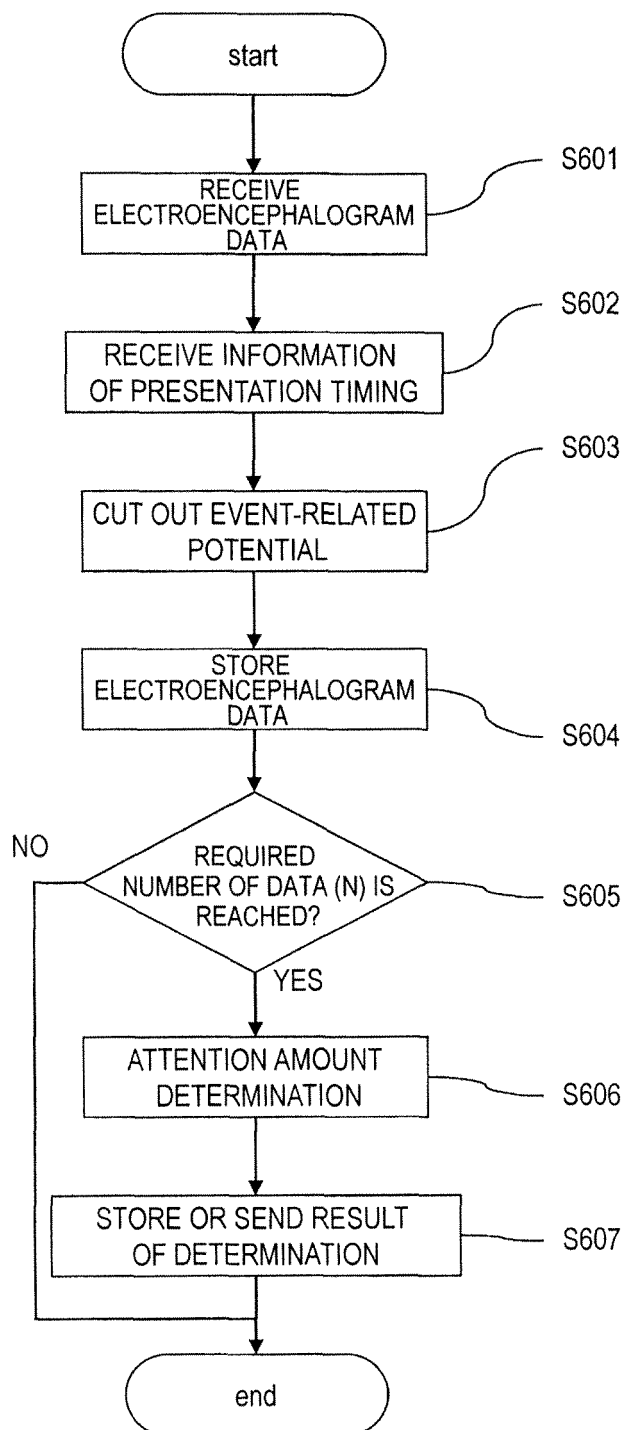 start
S601
RECEIVE
ELECTROENCEPHALOGRAM
DATA
S602
RECEIVE INFORMATION
OF PRESENTATION TIMING
S603
CUT OUT EVENT-RELATED
POTENTIAL
STORE
ELECTROENCEPHALOGRAM
DATA
S604
NO
REQUIRED
NUMBER OF DATA (N) IS
REACHED?
S605
YES
ATTENTION AMOUNT
DETERMINATION
S606
STORE OR SEND RESULT
OF DETERMINATION
S607
end